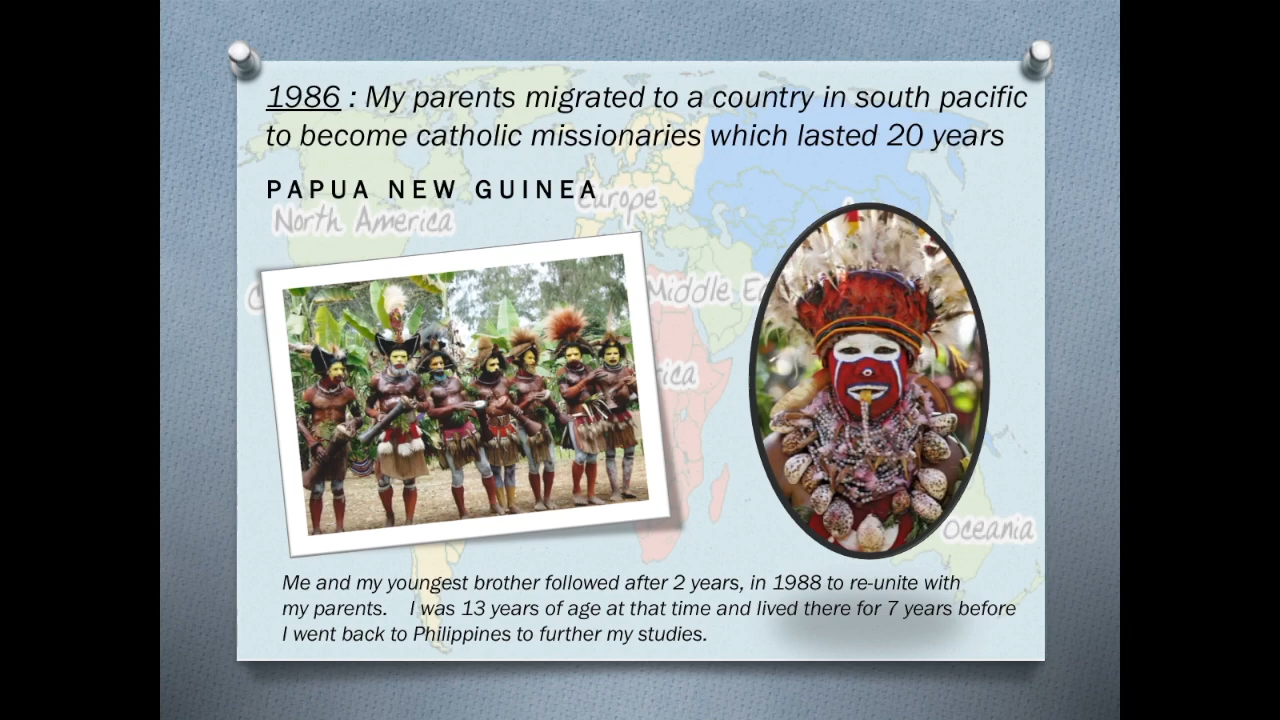 1986 : My parents migrated to a country in south pacific
to become catholic missionaries which lasted 20 years
PAPUA NEW GUINEA
Europe
North America
Middle Ea
rica
Oceania
Me and my youngest brother followed after 2 years, in 1988 to re-unite with
my parents. I was 13 years of age at that time and lived there for 7 years before
I went back to Philippines to further my studies.